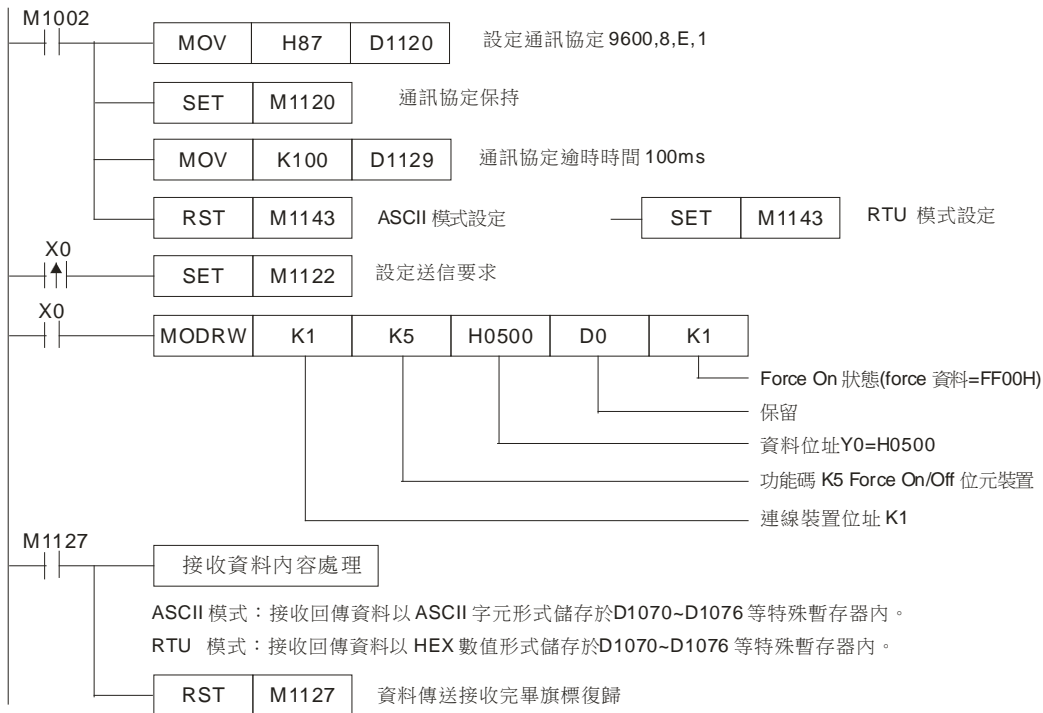 M1002
MOV H87 D1120 設定通訊協定 9600,8,E,1
SET M1120 通訊協定保持
MOV K100 D1129 通訊協定逾時時間 100ms
RST M1143 ASCII 模式設定 SET M1143 RTU 模式設定
X0
SET M1122 設定送信要求
X0
MODRW K1 K5 H0500 D0 K1
Force On 狀態(force 資料=FF00H)
保留
資料位址Y0=H0500
功能碼 K5 Force On/Off 位元裝置
連線裝置位址 K1
M1127
接收資料內容處理
ASCII 模式：接收回傳資料以 ASCII 字元形式儲存於D1070~D1076 等特殊暫存器內。
RTU 模式：接收回傳資料以 HEX 數值形式儲存於D1070~D1076 等特殊暫存器內。
RST M1127 資料傳送接收完畢旗標復歸